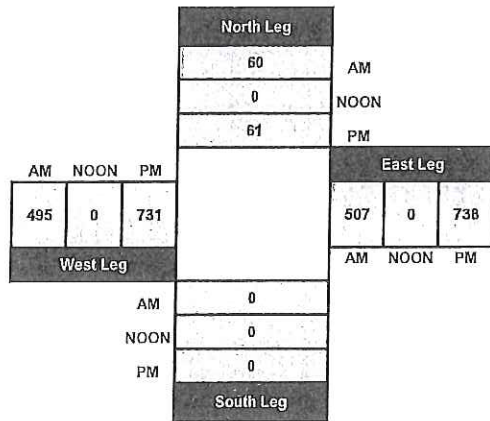 North Leg
60 AM
0 NOON
61 PM
AM NOON PM
East Leg
495 0 731
507 0 738
West Leg
AM NOON PM
AM 0
NOON 0
PM 0
South Leg